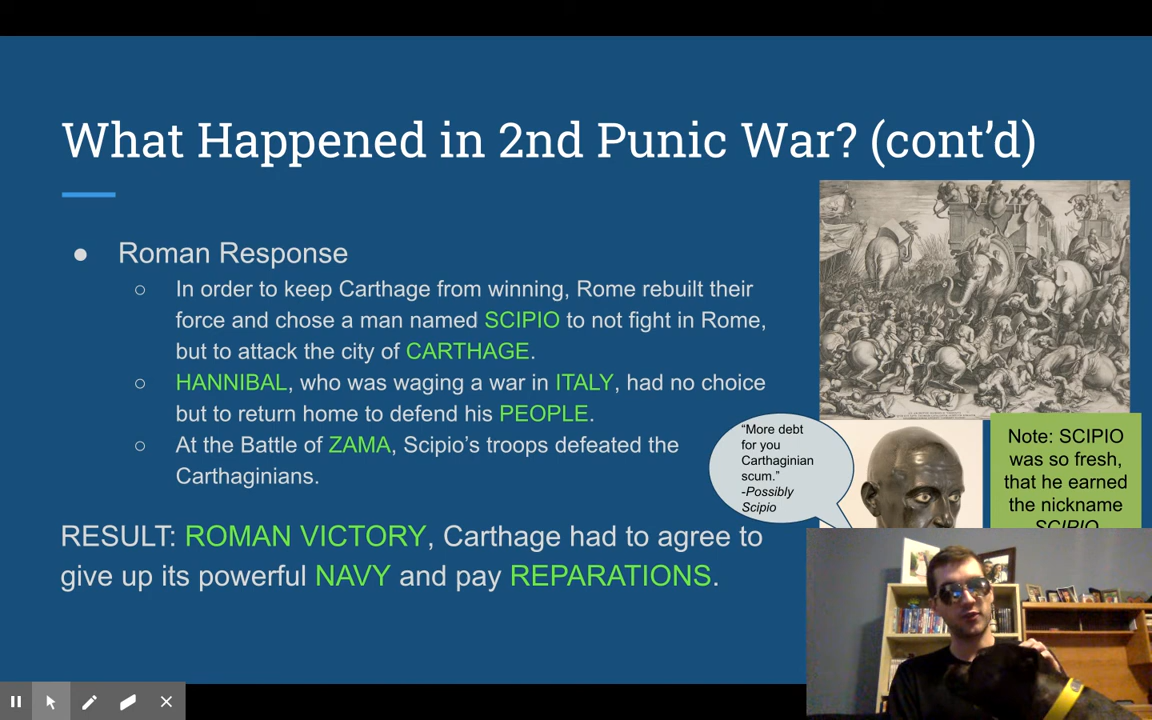 What Happened in 2nd Punic War? (cont’d)
● Roman Response
○ In order to keep Carthage from winning, Rome rebuilt their
force and chose a man named SCIPIO to not fight in Rome,
but to attack the city of CARTHAGE.
○ HANNIBAL, who was waging a war in ITALY, had no choice
but to return home to defend his PEOPLE.
○ At the Battle of ZAMA, Scipio’s troops defeated the
Carthaginians.
RESULT: ROMAN VICTORY, Carthage had to agree to
give up its powerful NAVY and pay REPARATIONS.
“More debt
for you
Carthaginian
scum.”
-Possibly
Scipio
Note: SCIPIO
was so fresh,
that he earned
the nickname
SCIPIO